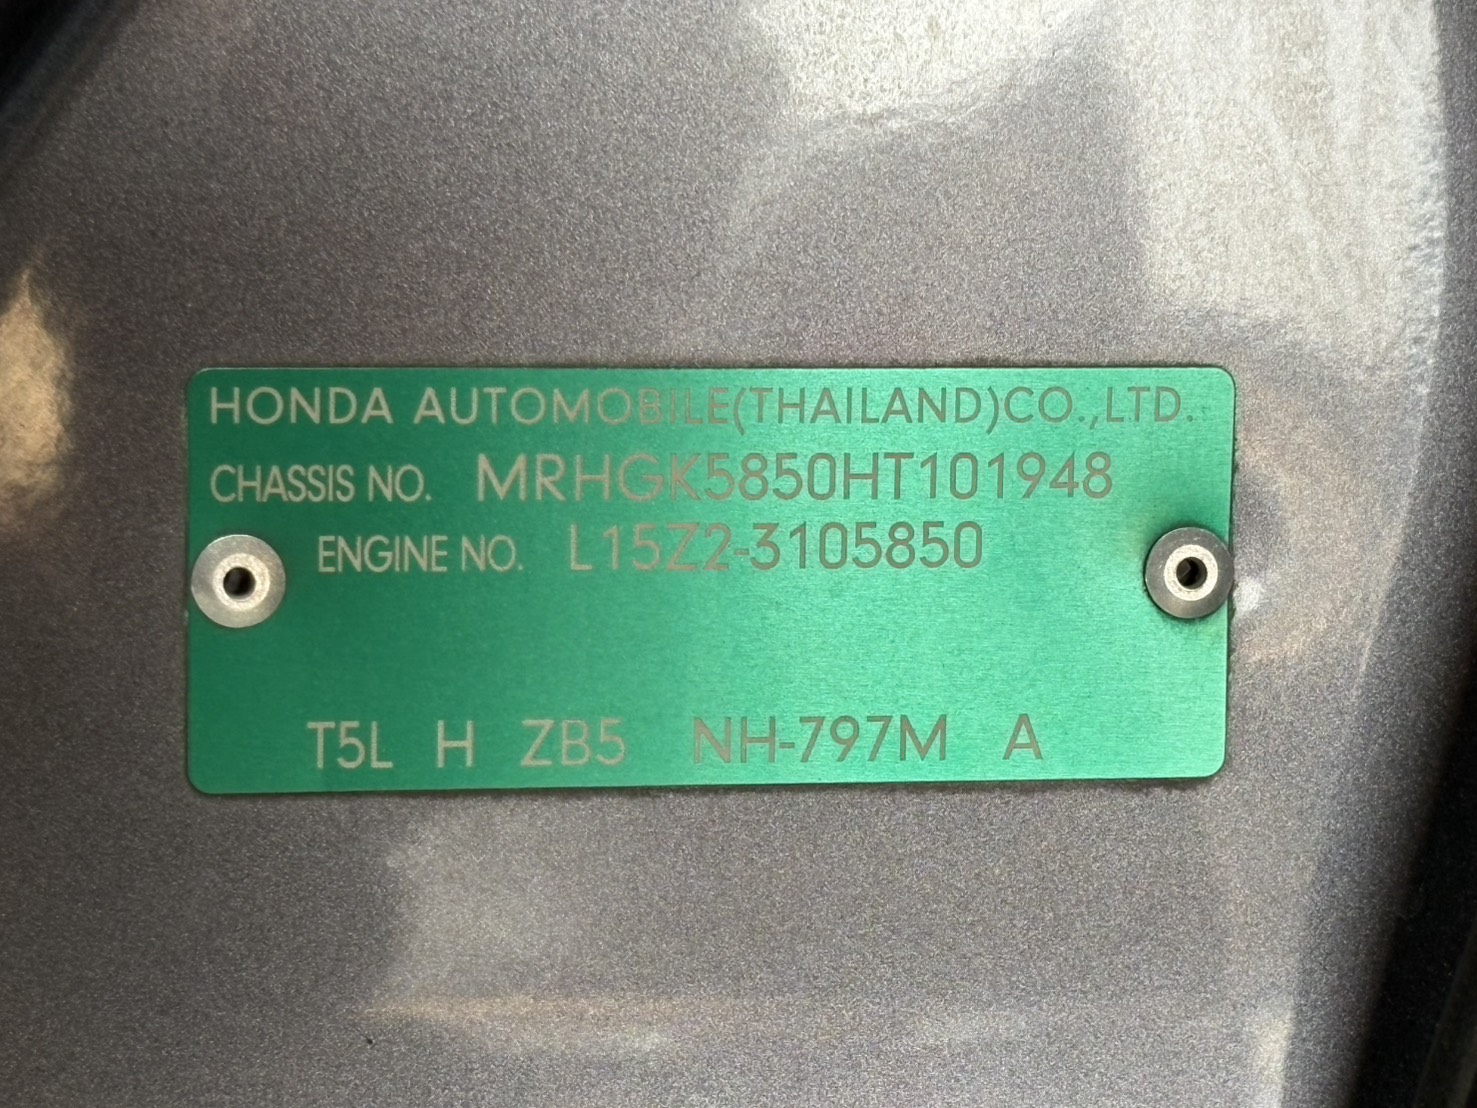 HONDA AUTOMOBILE(THAILAND)CO.,LTD.
CHASSIS NO. MRHGK5850HT101948
ENGINE NO. L15Z2-3105850
T5L H ZB5 NH-797M A